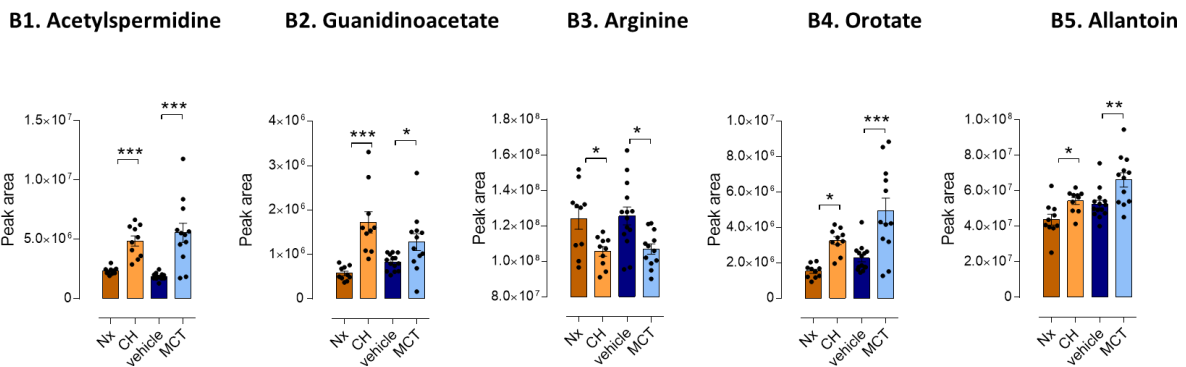 B1. Acetylspermidine
B2. Guanidinoacetate
B3. Arginine
B4. Orotate
B5. Allantoin
Peak area
1.5×10⁷
1.0×10⁷
5.0×10⁶
0
***
***
Nx
CH
vehicle
MCT
Peak area
4×10⁶
3×10⁶
2×10⁶
1×10⁶
0
***
*
Nx
CH
vehicle
MCT
Peak area
1.8×10⁸
1.6×10⁸
1.4×10⁸
1.2×10⁸
1.0×10⁸
8.0×10⁷
*
*
Nx
CH
vehicle
MCT
Peak area
1.0×10⁷
8.0×10⁶
6.0×10⁶
4.0×10⁶
2.0×10⁶
0
*
***
Nx
CH
vehicle
MCT
Peak area
1.0×10⁸
8.0×10⁷
6.0×10⁷
4.0×10⁷
2.0×10⁷
0
*
**
Nx
CH
vehicle
MCT